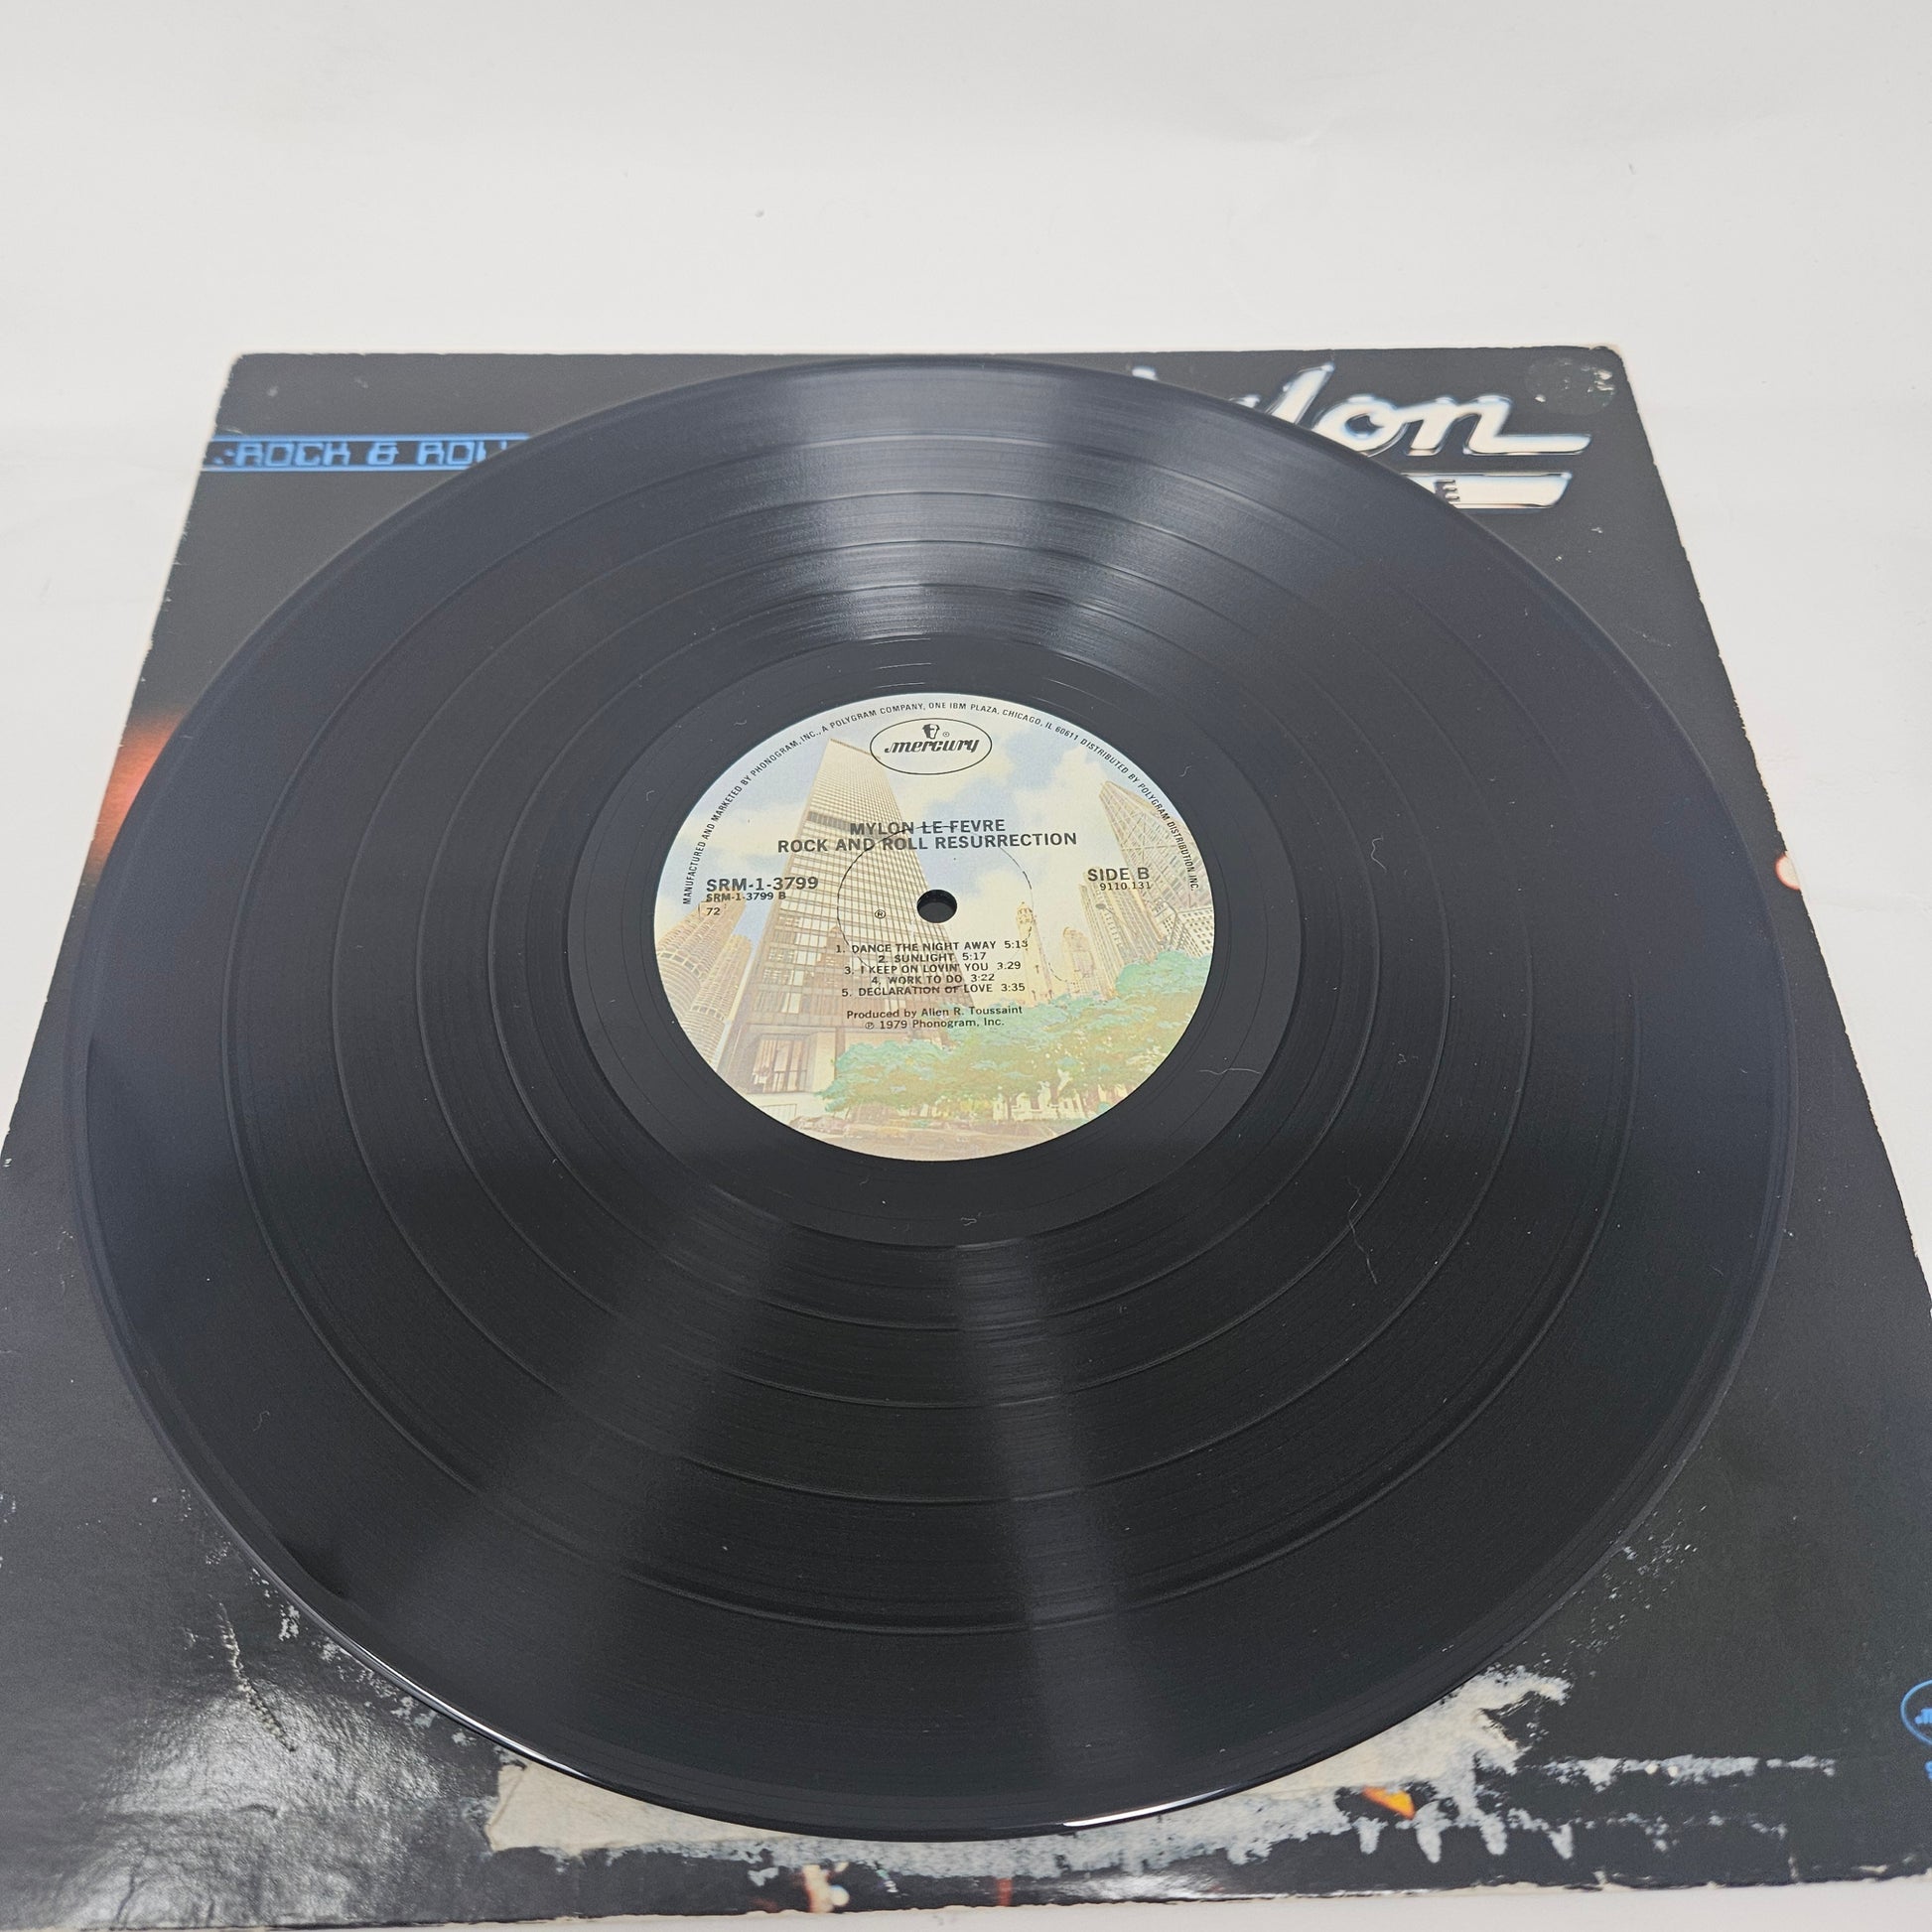 ROCK & ROLL
lon
E
MANUFACTURED AND MARKETED BY PHONOGRAM, INC., A POLYGRAM COMPANY, ONE IBM PLAZA, CHICAGO, IL 60611 DISTRIBUTED BY POLYGRAM DISTRIBUTION, INC.
mercury ®
MYLON LE FEVRE
ROCK AND ROLL RESURRECTION
SRM-1-3799
SRM-1-3799 B
72
SIDE B
9110.131
®
1. DANCE THE NIGHT AWAY 5:13
2. SUNLIGHT 5:17
3. I KEEP ON LOVIN' YOU 3:29
4. WORK TO DO 3:22
5. DECLARATION OF LOVE 3:35
Produced by Allen R. Toussaint
℗ 1979 Phonogram, Inc.